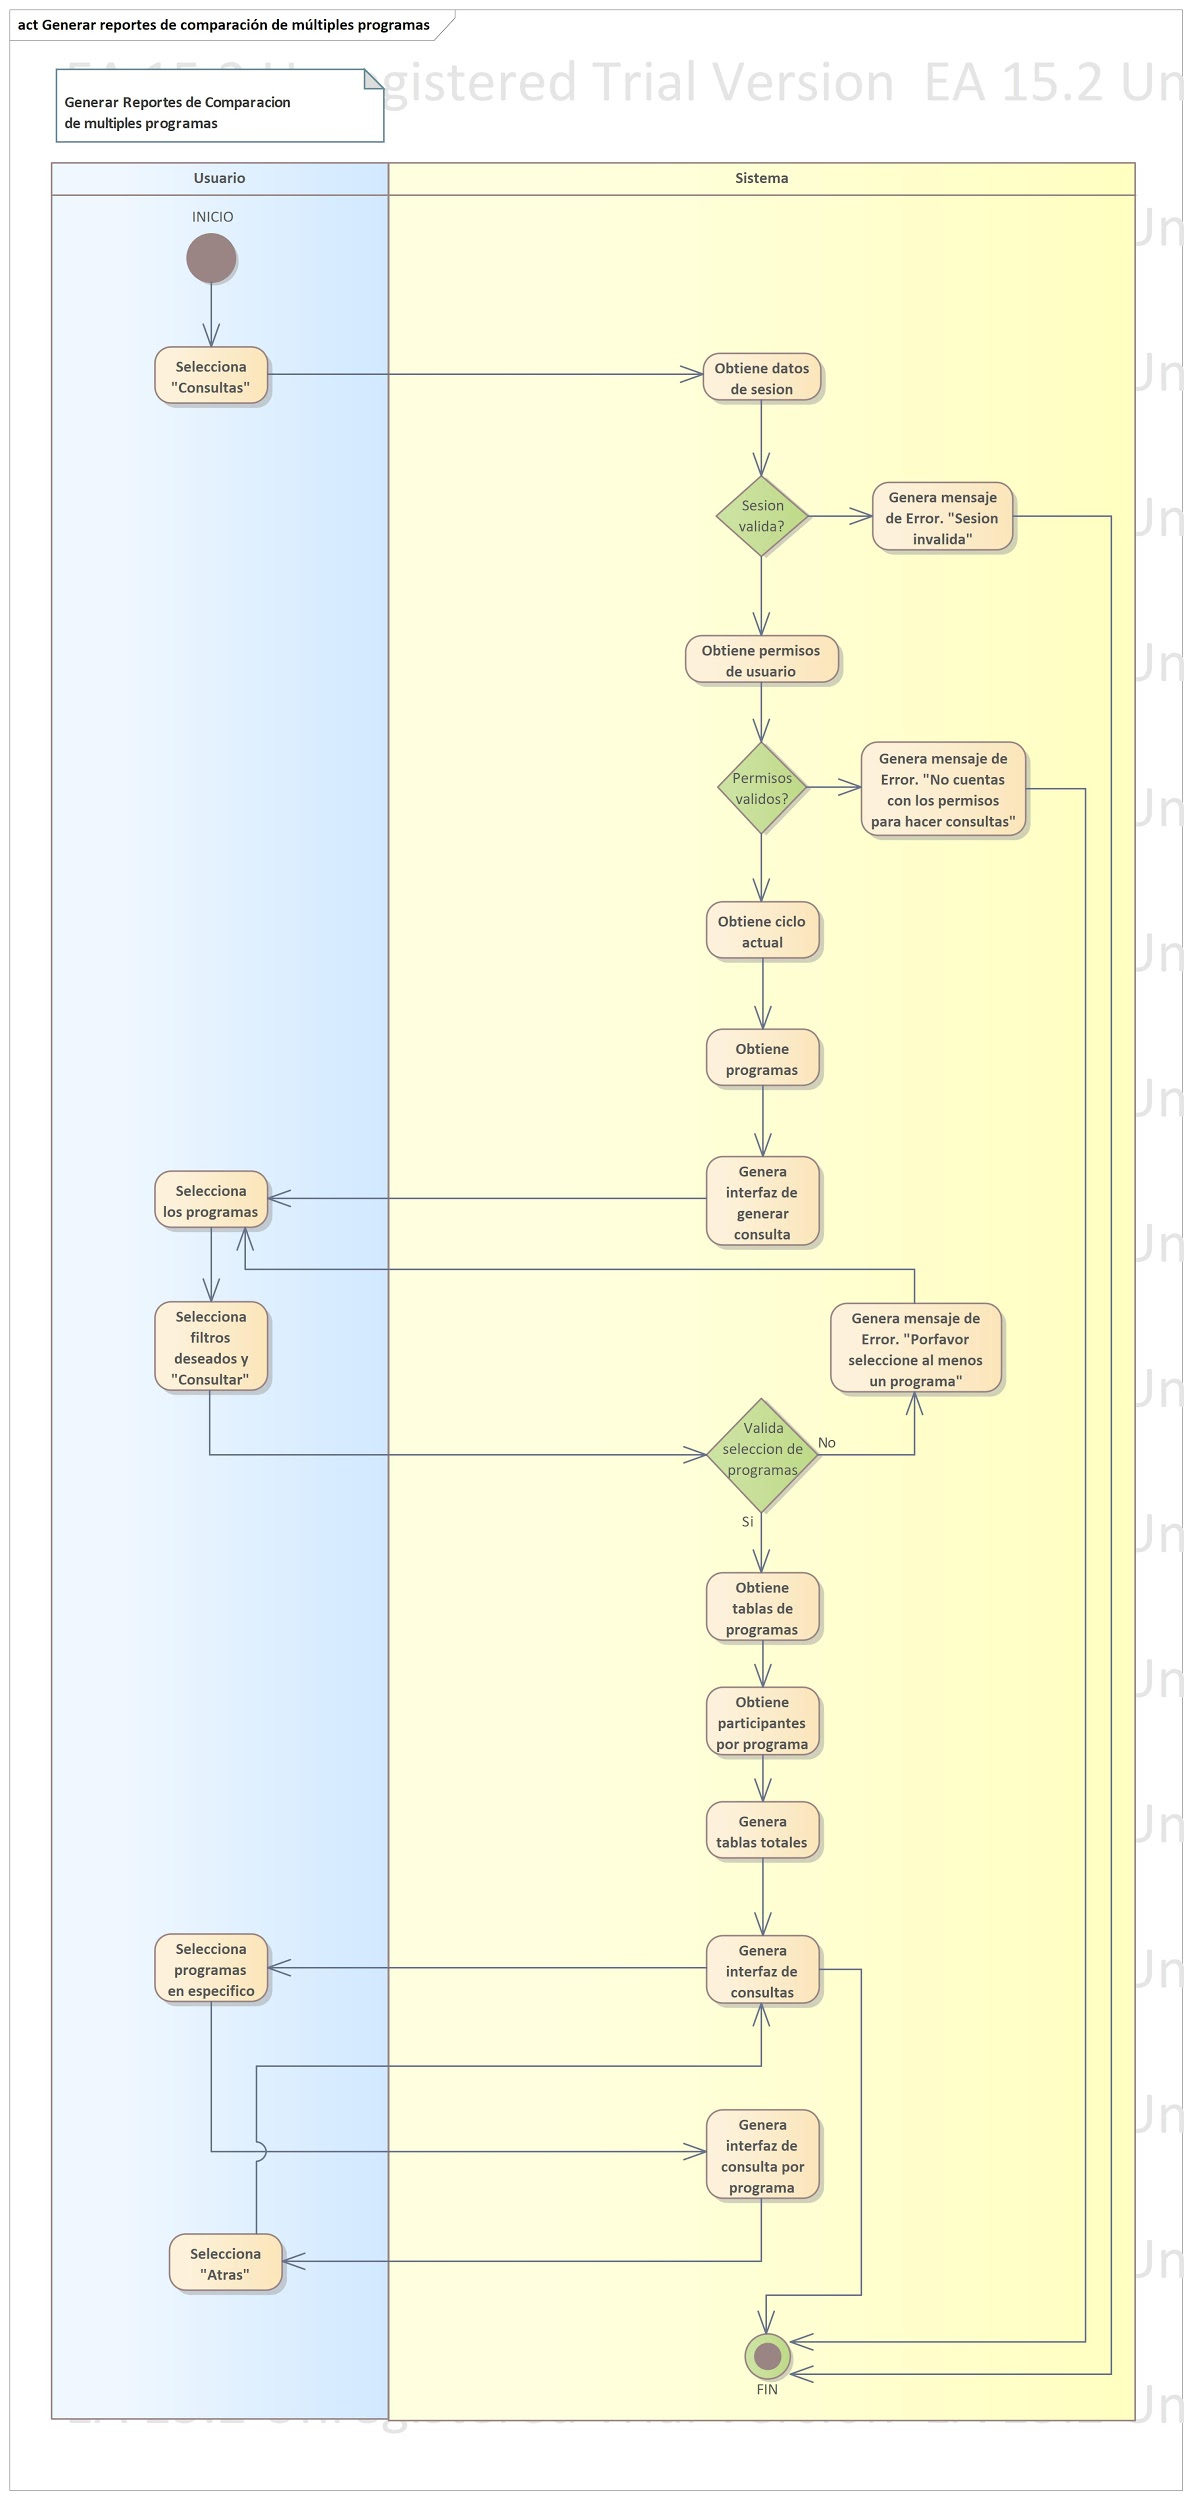 act Generar reportes de comparación de múltiples programas
Generar Reportes de Comparacion
de multiples programas
Usuario
Sistema
INICIO
Selecciona
"Consultas"
Obtiene datos
de sesion
Sesion
valida?
Genera mensaje
de Error. "Sesion
invalida"
Obtiene permisos
de usuario
Permisos
validos?
Genera mensaje de
Error. "No cuentas
con los permisos
para hacer consultas"
Obtiene ciclo
actual
Obtiene
programas
Selecciona
los programas
Genera
interfaz de
generar
consulta
Selecciona
filtros
deseados y
"Consultar"
Genera mensaje de
Error. "Porfavor
seleccione al menos
un programa"
Valida
seleccion de
programas
No
Si
Obtiene
tablas de
programas
Obtiene
participantes
por programa
Genera
tablas totales
Selecciona
programas
en especifico
Genera
interfaz de
consultas
Genera
interfaz de
consulta por
programa
Selecciona
"Atras"
FIN